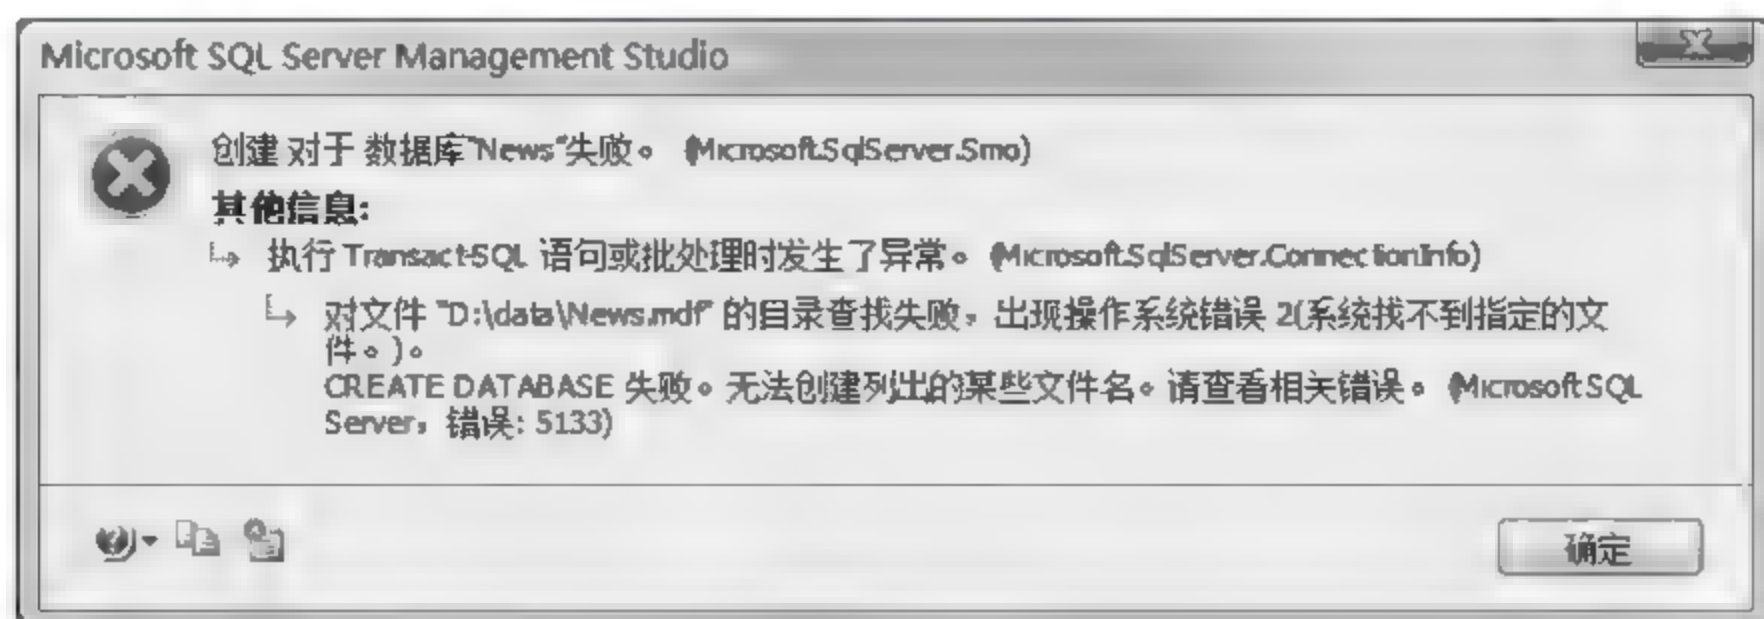 Microsoft SQL Server Management Studio
创建 对于 数据库"News"失败。 (Microsoft.SqlServer.Smo)
其他信息:
执行 Transact-SQL 语句或批处理时发生了异常。 (Microsoft.SqlServer.ConnectionInfo)
对文件 "D:\data\News.mdf" 的目录查找失败，出现操作系统错误 2(系统找不到指定的文
件。)。
CREATE DATABASE 失败。无法创建列出的某些文件名。请查看相关错误。 (Microsoft SQL
Server，错误: 5133)
确定